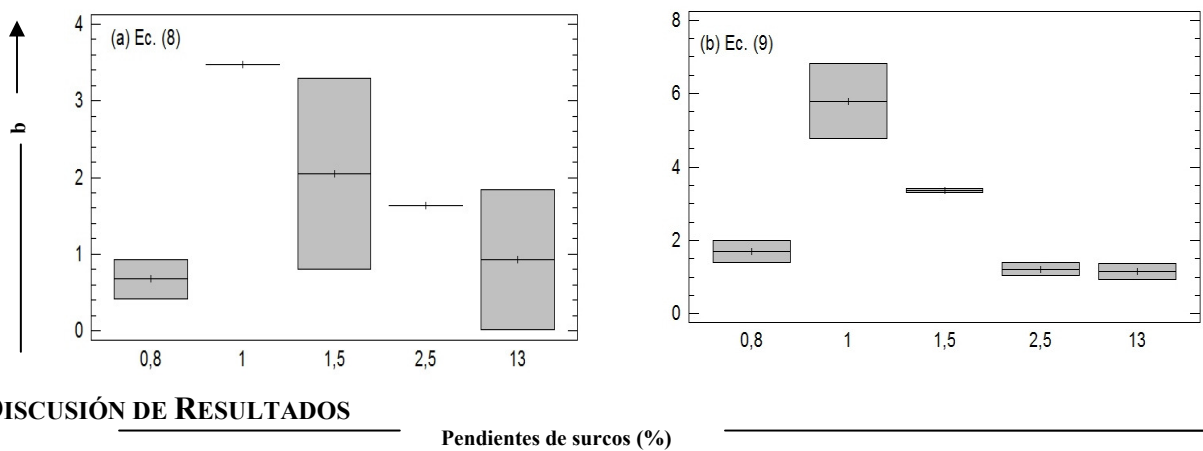 (a) Ec. (8)
4
3
2
1
0
0,8 1 1,5 2,5 13
b
(b) Ec. (9)
8
6
4
2
0
0,8 1 1,5 2,5 13
ISCUSIÓN DE RESULTADOS
Pendientes de surcos (%)